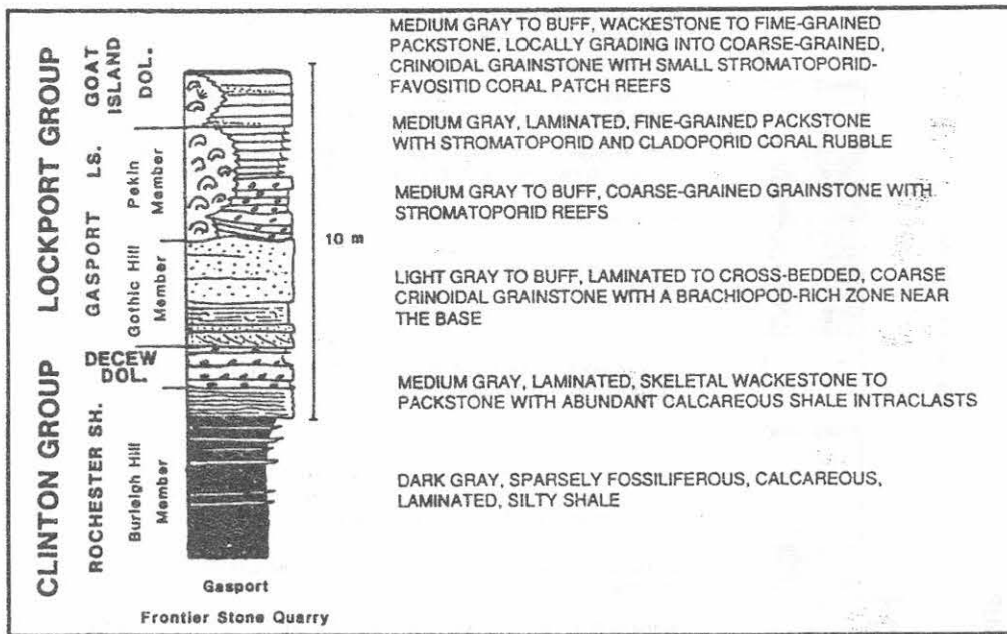 LOCKPORT GROUP
CLINTON GROUP
GOAT
ISLAND
DOL.
GASPORT LS.
Pekin
Member
Gothic Hill
Member
DECEW
DOL.
ROCHESTER SH.
Burleigh Hill
Member
10 m
MEDIUM GRAY TO BUFF, WACKESTONE TO FIME-GRAINED
PACKSTONE, LOCALLY GRADING INTO COARSE-GRAINED,
CRINOIDAL GRAINSTONE WITH SMALL STROMATOPORID-
FAVOSITID CORAL PATCH REEFS
MEDIUM GRAY, LAMINATED, FINE-GRAINED PACKSTONE
WITH STROMATOPORID AND CLADOPORID CORAL RUBBLE
MEDIUM GRAY TO BUFF, COARSE-GRAINED GRAINSTONE WITH
STROMATOPORID REEFS
LIGHT GRAY TO BUFF, LAMINATED TO CROSS-BEDDED, COARSE
CRINOIDAL GRAINSTONE WITH A BRACHIOPOD-RICH ZONE NEAR
THE BASE
MEDIUM GRAY, LAMINATED, SKELETAL WACKESTONE TO
PACKSTONE WITH ABUNDANT CALCAREOUS SHALE INTRACLASTS
DARK GRAY, SPARSELY FOSSILIFEROUS, CALCAREOUS,
LAMINATED, SILTY SHALE
Gasport
Frontier Stone Quarry